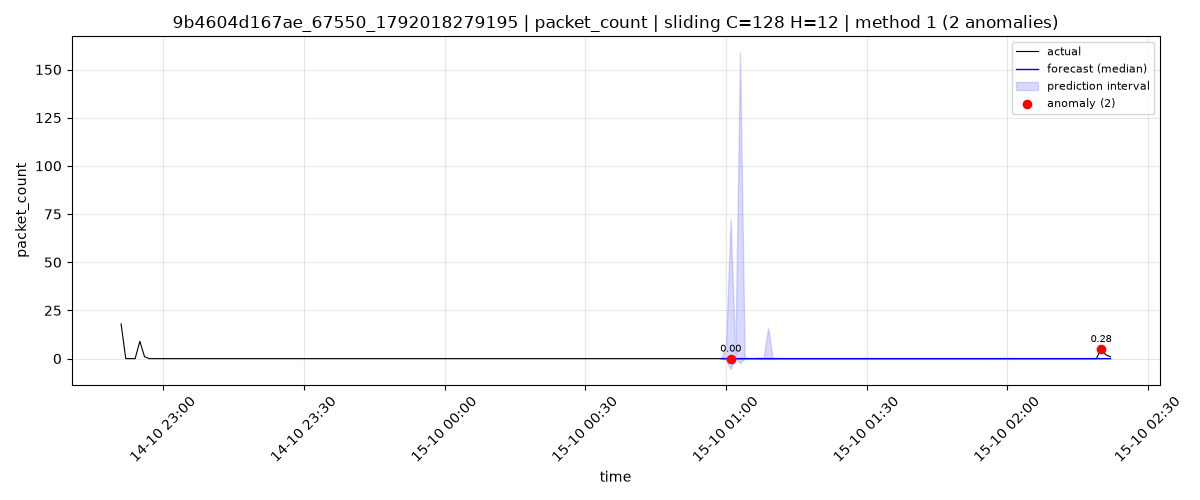 9b4604d167ae_67550_1792018279195 | packet_count | sliding C=128 H=12 | method 1 (2 anomalies)
actual
forecast (median)
prediction interval
anomaly (2)
150
125
100
75
50
25
0
packet_count
0.00
0.28
14-10 23:00
14-10 23:30
15-10 00:00
15-10 00:30
15-10 01:00
15-10 01:30
15-10 02:00
15-10 02:30
time